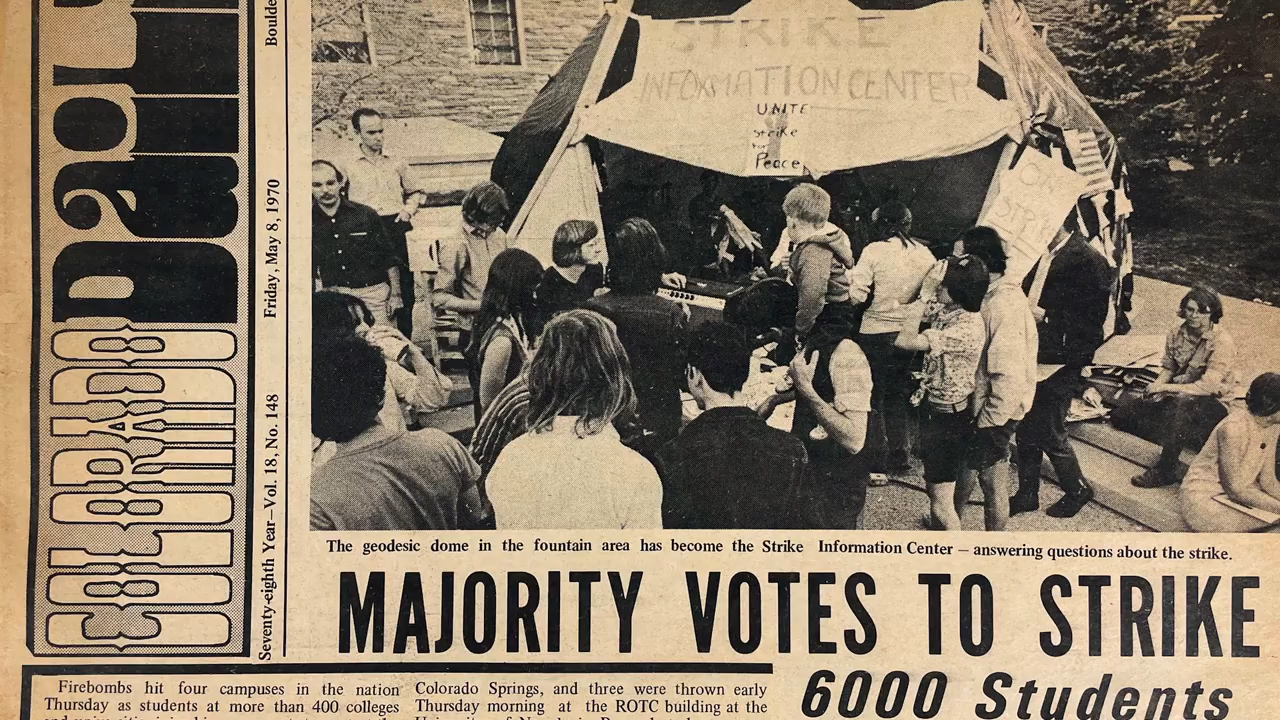 COLORADO DAILY
Seventy-eighth Year—Vol. 18, No. 148 Friday, May 8, 1970 Boulde
STRIKE
INFORMATION CENTER
UNITE
strike
for
Peace
ON
STRIKE
The geodesic dome in the fountain area has become the Strike Information Center — answering questions about the strike.
MAJORITY VOTES TO STRIKE
6000 Students
Firebombs hit four campuses in the nation
Thursday as students at more than 400 colleges
Colorado Springs, and three were thrown early
Thursday morning at the ROTC building at the